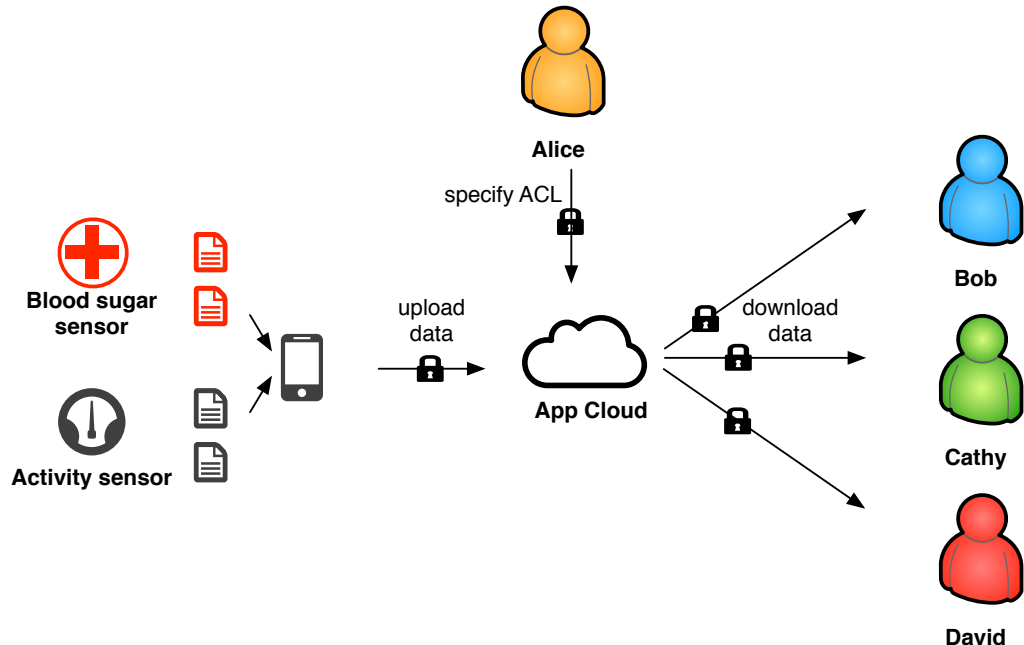 Alice
specify ACL
Blood sugar
sensor
upload
data
download
data
Bob
App Cloud
Activity sensor
Cathy
David